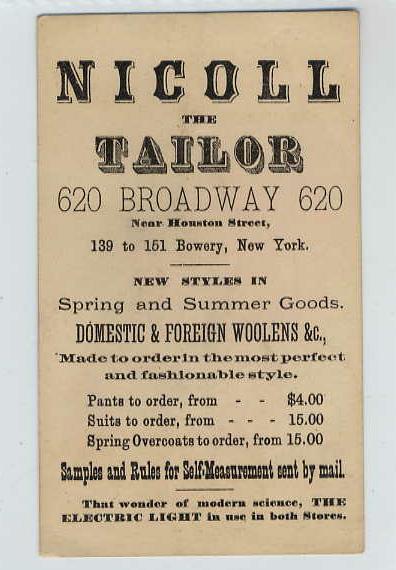 NICOLL
THE
TAILOR
620 BROADWAY 620
Near Houston Street,
139 to 151 Bowery, New York.
NEW STYLES IN
Spring and Summer Goods.
DOMESTIC & FOREIGN WOOLENS &c.,
Made to order in the most perfect
and fashionable style.
Pants to order, from - - $4.00
Suits to order, from - - - 15.00
Spring Overcoats to order, from 15.00
Samples and Rules for Self-Measurement sent by mail.
That wonder of modern science, THE
ELECTRIC LIGHT in use in both Stores.